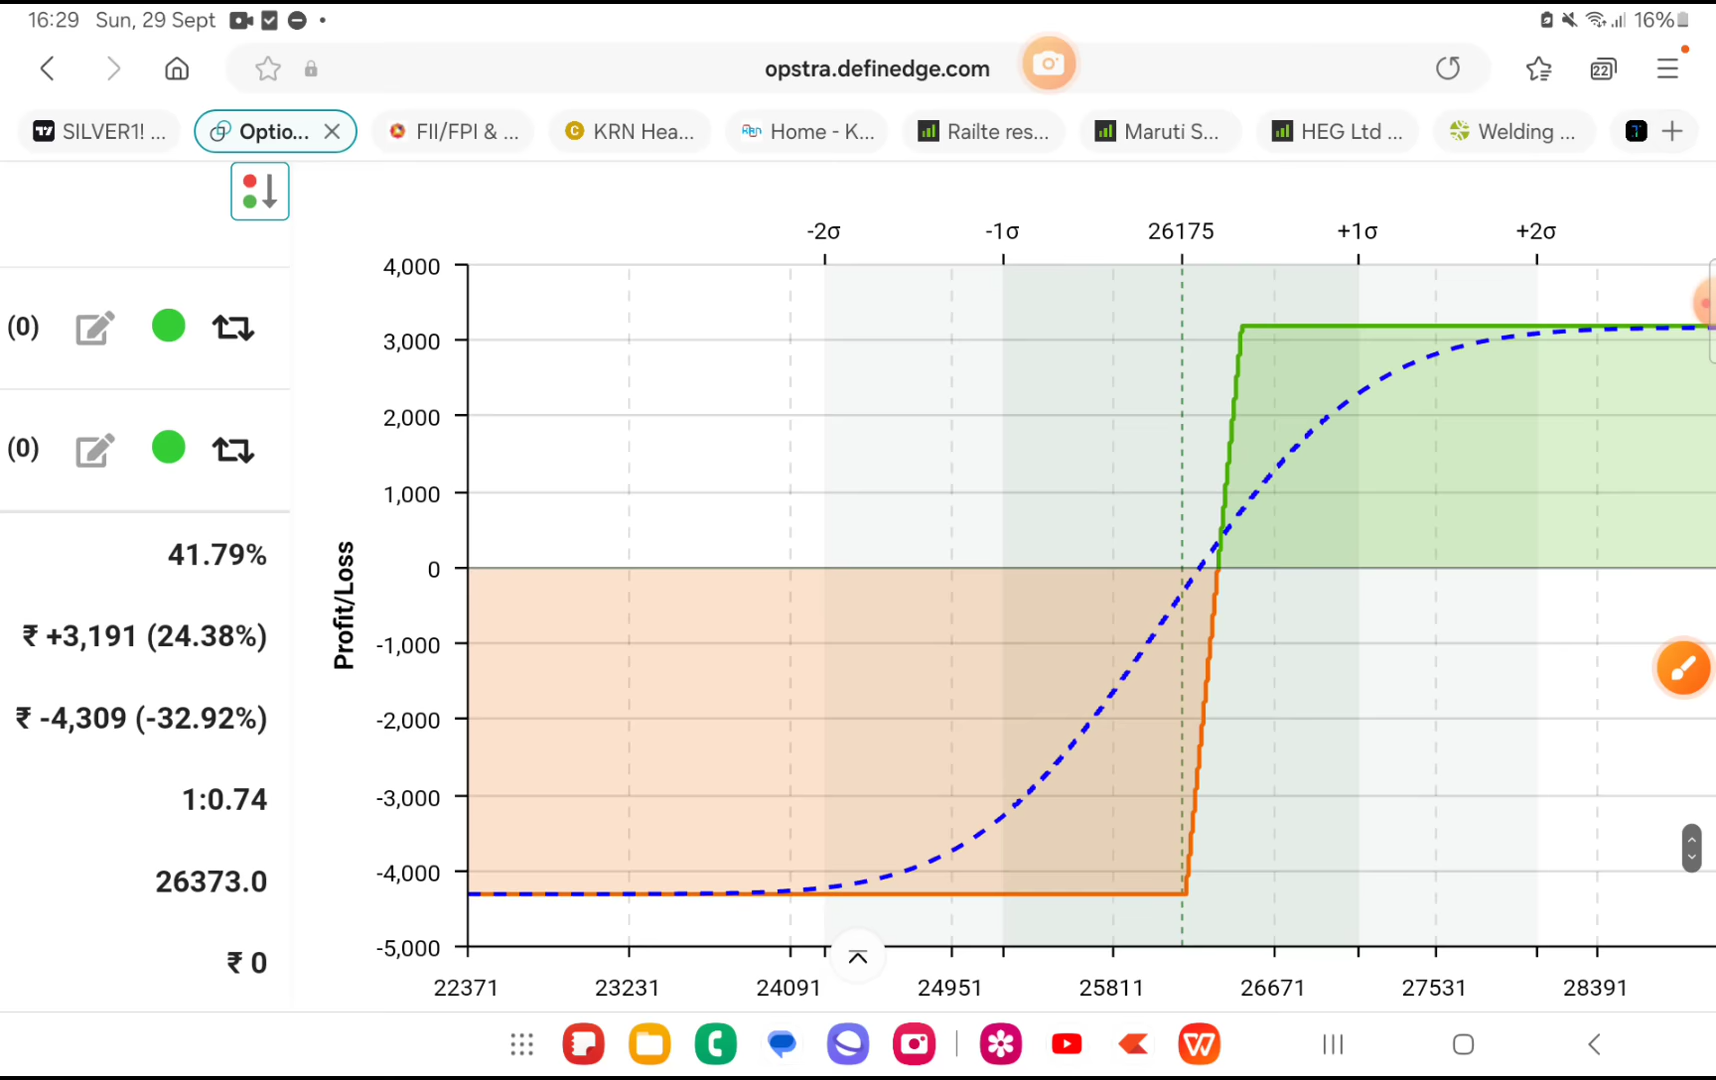 16:29 Sun, 29 Sept
16%
opstra.definedge.com
22
SILVER1! ...
Optio...
FII/FPI & ...
KRN Hea...
Home - K...
Railte res...
Maruti S...
HEG Ltd ...
Welding ...
(0)
(0)
41.79%
₹ +3,191 (24.38%)
₹ -4,309 (-32.92%)
1:0.74
26373.0
₹ 0
-2σ -1σ 26175 +1σ +2σ
Profit/Loss
4,000
3,000
2,000
1,000
0
-1,000
-2,000
-3,000
-4,000
-5,000
22371 23231 24091 24951 25811 26671 27531 28391